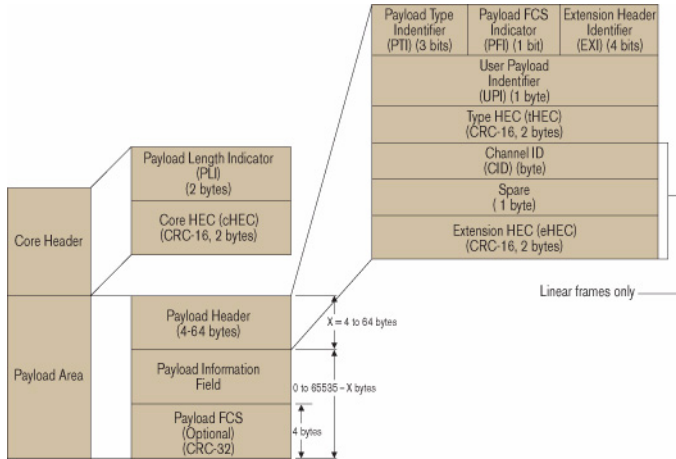 Payload Type
Indentifier
(PTI) (3 bits)
Payload FCS
Indicator
(PFI) (1 bit)
Extension Header
Identifier
(EXI) (4 bits)
User Payload
Indentifier
(UPI) (1 byte)
Type HEC (tHEC)
(CRC-16, 2 bytes)
Channel ID
(CID) (byte)
Spare
( 1 byte)
Extension HEC (eHEC)
(CRC-16, 2 bytes)
Linear frames only
Payload Length Indicator
(PLI)
(2 bytes)
Core HEC (cHEC)
(CRC-16, 2 bytes)
Core Header
Payload Area
Payload Header
(4-64 bytes)
X = 4 to 64 bytes
Payload Information
Field
0 to 65535 – X bytes
Payload FCS
(Optional)
(CRC-32)
4 bytes